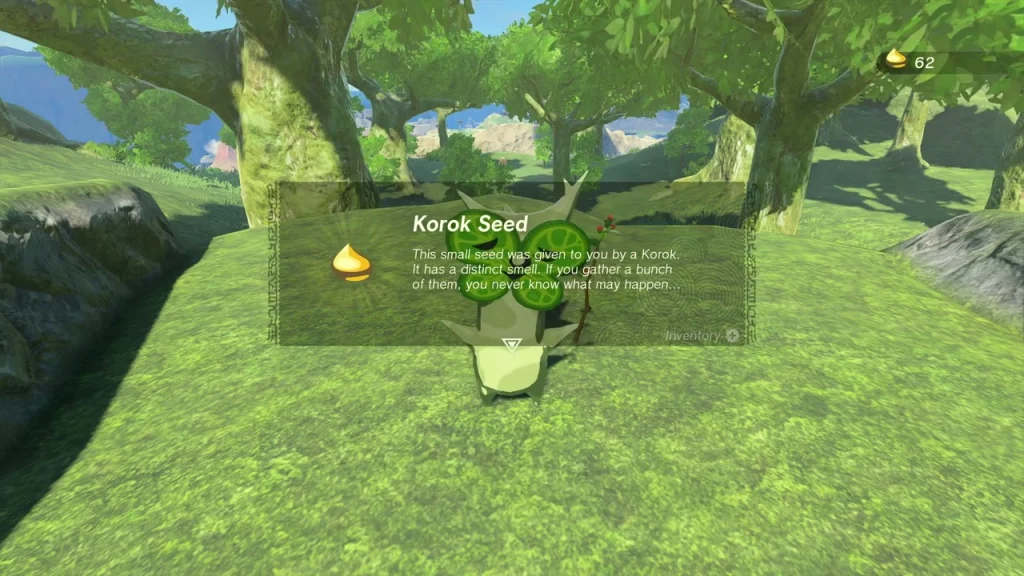 62
Korok Seed
This small seed was given to you by a Korok.
It has a distinct smell. If you gather a bunch
of them, you never know what may happen...
Inventory